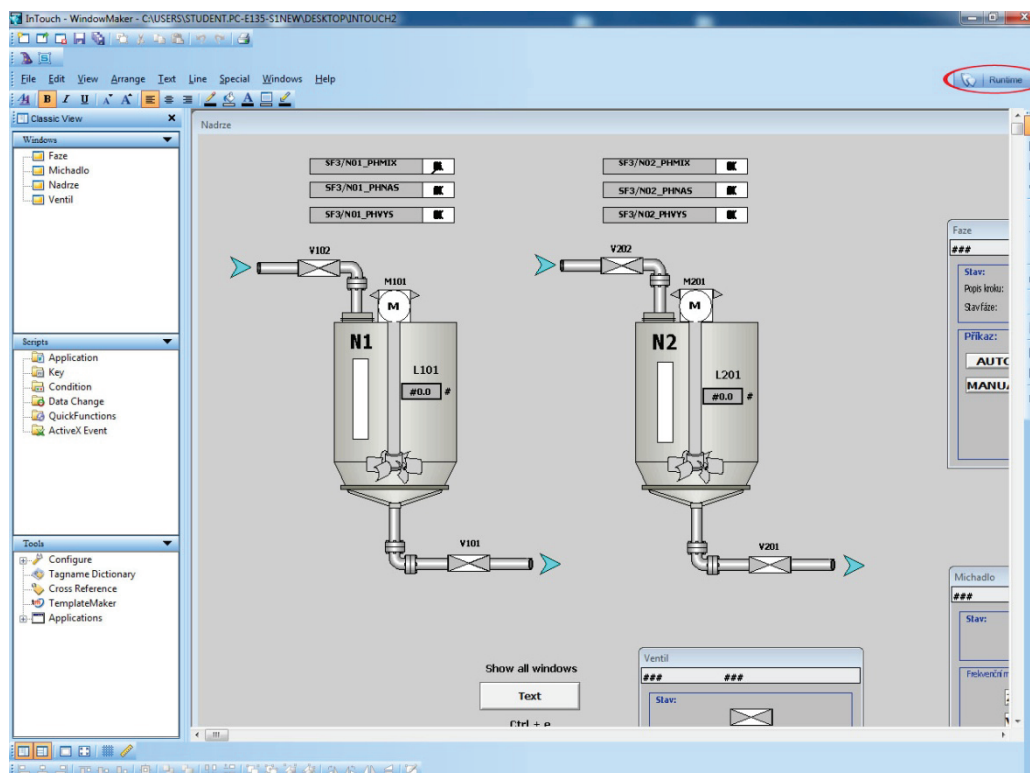 InTouch - WindowMaker - C:\USERS\STUDENT.PC-E135-S1NEW\DESKTOP\INTOUCH2
File Edit View Arrange Text Line Special Windows Help
Runtime
B I U
Classic View
Windows
Faze
Michadlo
Nadrze
Ventil
Scripts
Application
Key
Condition
Data Change
QuickFunctions
ActiveX Event
Tools
Configure
Tagname Dictionary
Cross Reference
TemplateMaker
Applications
Nadrze
SF3/N01_PHMIX
SF3/N01_PHNAS
SF3/N01_PHVYS
SF3/N02_PHMIX
SF3/N02_PHNAS
SF3/N02_PHVYS
V102
M101
M
N1
L101
#0.0 #
V101
V202
M201
M
N2
L201
#0.0 #
V201
Show all windows
Text
Ctrl + e
Ventil
### ###
Stav:
Faze
###
Stav:
Popis kroku:
Stav fáze:
Příkaz:
AUTO
MANUA
Michadlo
###
Stav:
Frekvenční m